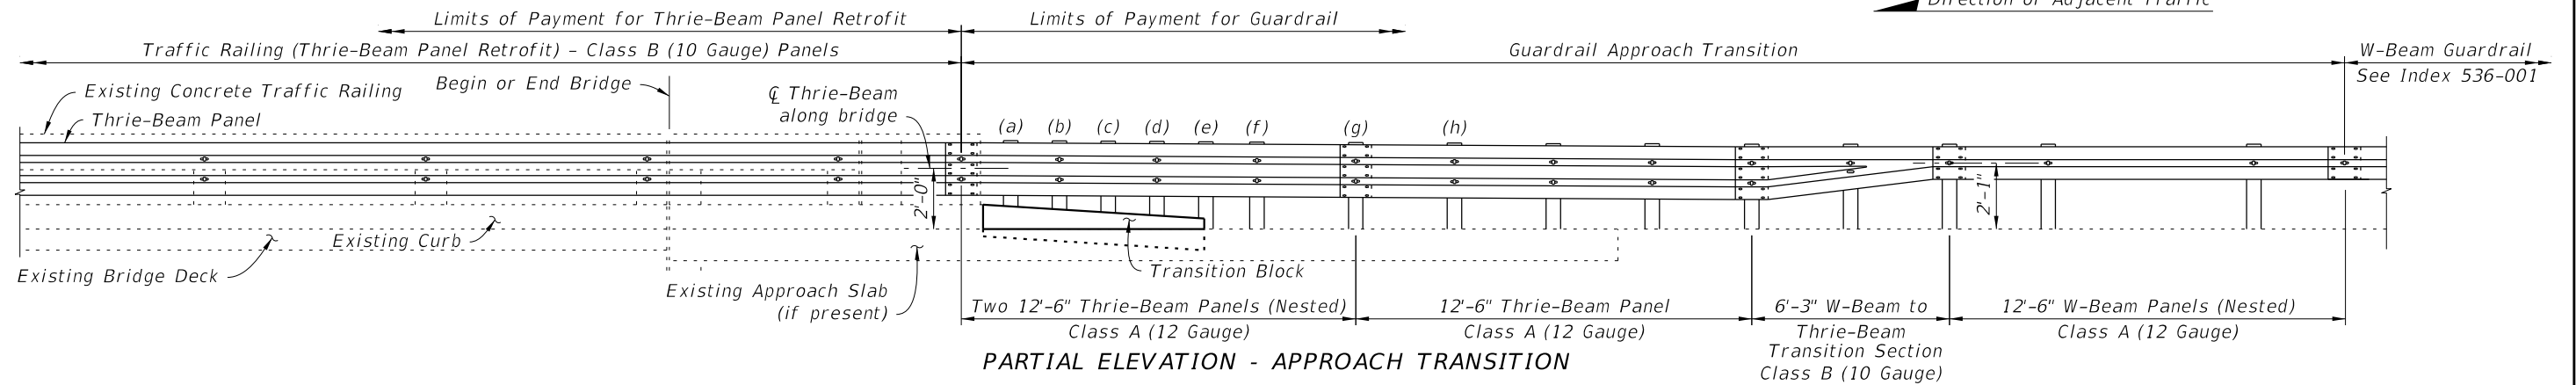 Direction of Adjacent Traffic
Limits of Payment for Thrie-Beam Panel Retrofit
Limits of Payment for Guardrail
Traffic Railing (Thrie-Beam Panel Retrofit) - Class B (10 Gauge) Panels
Guardrail Approach Transition
W-Beam Guardrail
See Index 536-001
Begin or End Bridge
Existing Concrete Traffic Railing
Thrie-Beam Panel
℄ Thrie-Beam
along bridge
(a)
(b)
(c)
(d)
(e)
(f)
(g)
(h)
2'-0"
2'-1"
Existing Curb
Existing Bridge Deck
Transition Block
Existing Approach Slab
(if present)
Two 12'-6" Thrie-Beam Panels (Nested)
Class A (12 Gauge)
12'-6" Thrie-Beam Panel
Class A (12 Gauge)
6'-3" W-Beam to
Thrie-Beam
Transition Section
Class B (10 Gauge)
12'-6" W-Beam Panels (Nested)
Class A (12 Gauge)
PARTIAL ELEVATION - APPROACH TRANSITION